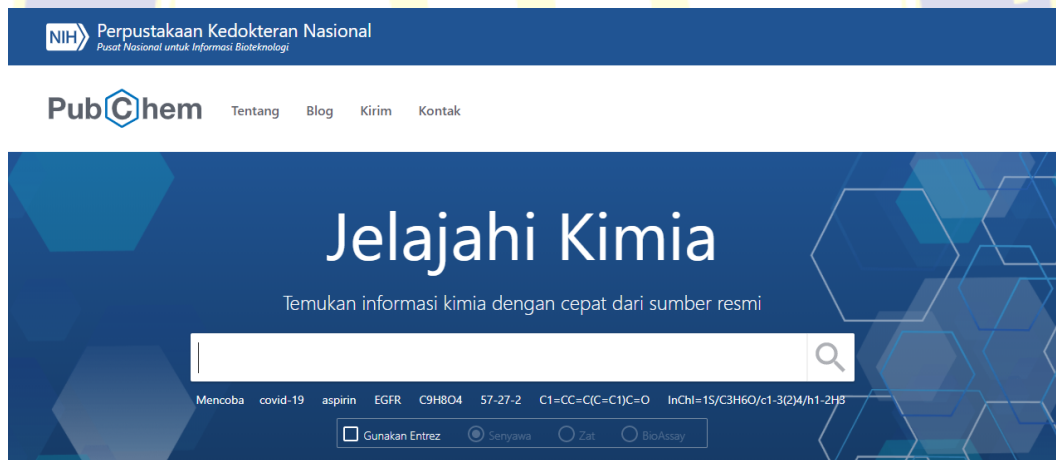 NIH Perpustakaan Kedokteran Nasional
Pusat Nasional untuk Informasi Bioteknologi
PubChem Tentang Blog Kirim Kontak
Jelajahi Kimia
Temukan informasi kimia dengan cepat dari sumber resmi
Mencoba covid-19 aspirin EGFR C9H8O4 57-27-2 C1=CC=C(C=C1)C=O InChI=1S/C3H6O/c1-3(2)4/h1-2H3
Gunakan Entrez Senyawa Zat BioAssay